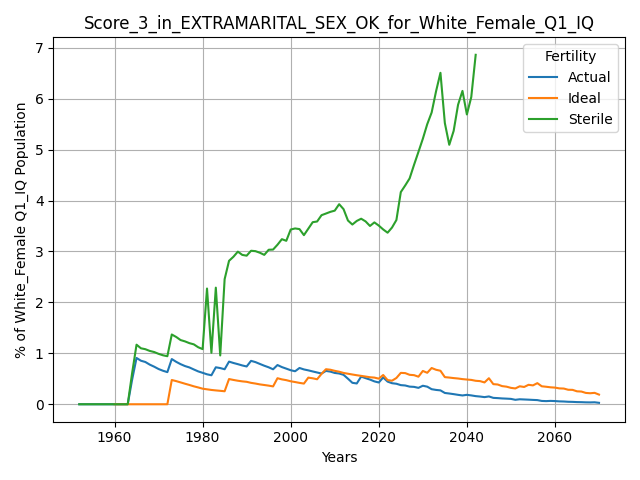 Score_3_in_EXTRAMARITAL_SEX_OK_for_White_Female_Q1_IQ
7
6
5
4
3
2
1
0
% of White_Female Q1_IQ Population
Fertility
Actual
Ideal
Sterile
1960
1980
2000
2020
2040
2060
Years